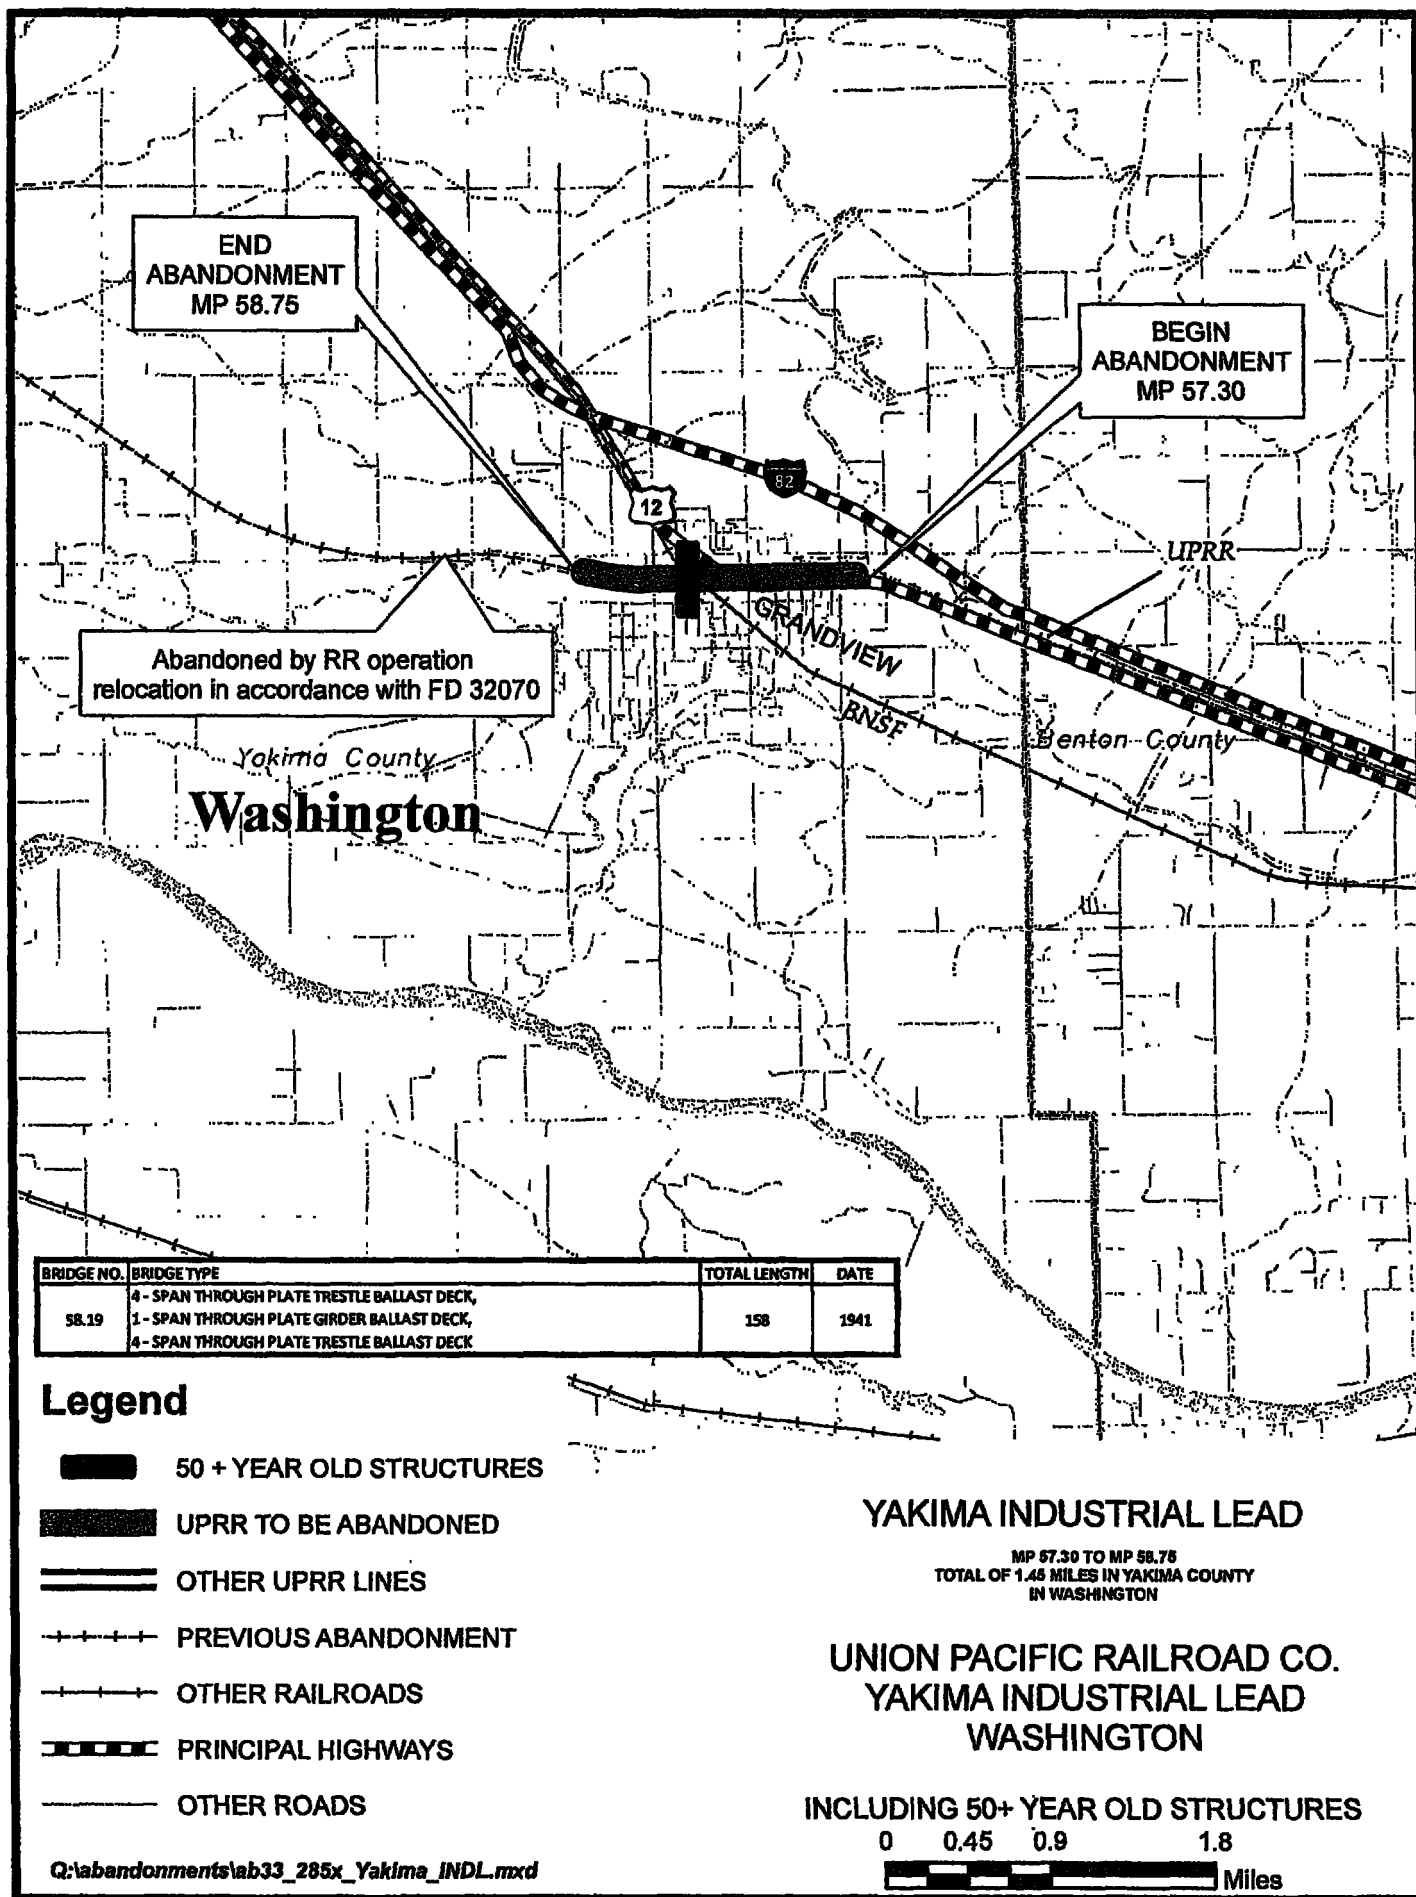 END
ABANDONMENT
MP 58.75
BEGIN
ABANDONMENT
MP 57.30
82
12
UPRR
GRANDVIEW
BNSF
Abandoned by RR operation
relocation in accordance with FD 32070
Yakima County
Benton County
Washington
BRIDGE NO. BRIDGE TYPE TOTAL LENGTH DATE
4 - SPAN THROUGH PLATE TRESTLE BALLAST DECK,
58.19 1 - SPAN THROUGH PLATE GIRDER BALLAST DECK, 158 1941
4 - SPAN THROUGH PLATE TRESTLE BALLAST DECK
Legend
50 + YEAR OLD STRUCTURES
UPRR TO BE ABANDONED
OTHER UPRR LINES
PREVIOUS ABANDONMENT
OTHER RAILROADS
PRINCIPAL HIGHWAYS
OTHER ROADS
Q:\abandonments\ab33_285x_Yakima_INDL.mxd
YAKIMA INDUSTRIAL LEAD
MP 57.30 TO MP 58.75
TOTAL OF 1.45 MILES IN YAKIMA COUNTY
IN WASHINGTON
UNION PACIFIC RAILROAD CO.
YAKIMA INDUSTRIAL LEAD
WASHINGTON
INCLUDING 50+ YEAR OLD STRUCTURES
0 0.45 0.9 1.8
Miles